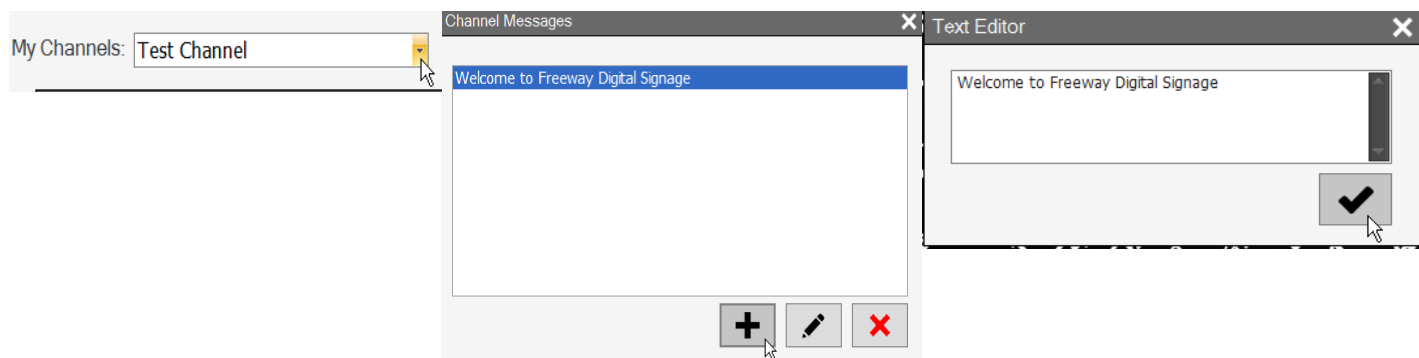 My Channels: Test Channel
Channel Messages
Welcome to Freeway Digital Signage
Text Editor
Welcome to Freeway Digital Signage